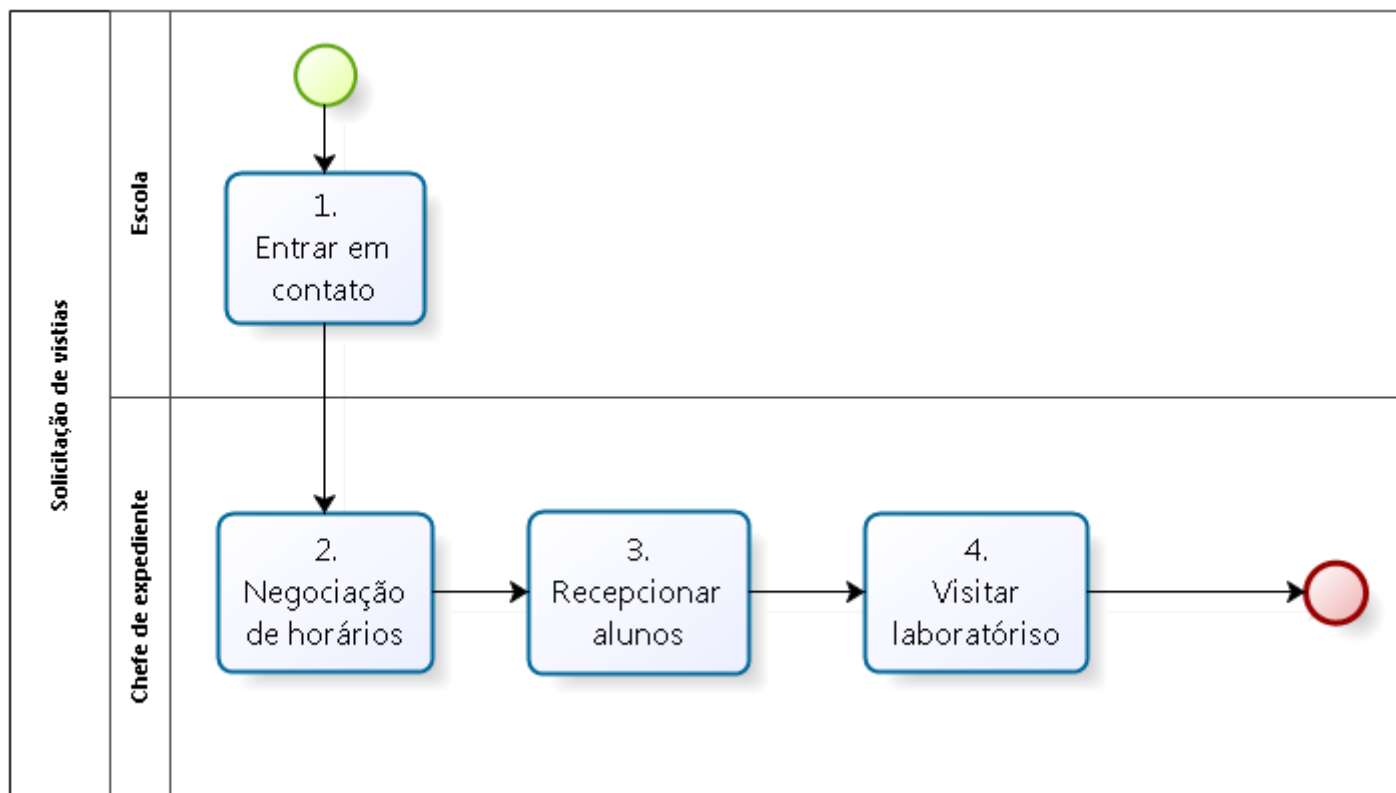 Solicitação de vistias
Escola
1.
Entrar em
contato
Chefe de expediente
2.
Negociação
de horários
3.
Recepcionar
alunos
4.
Visitar
laboratóriso